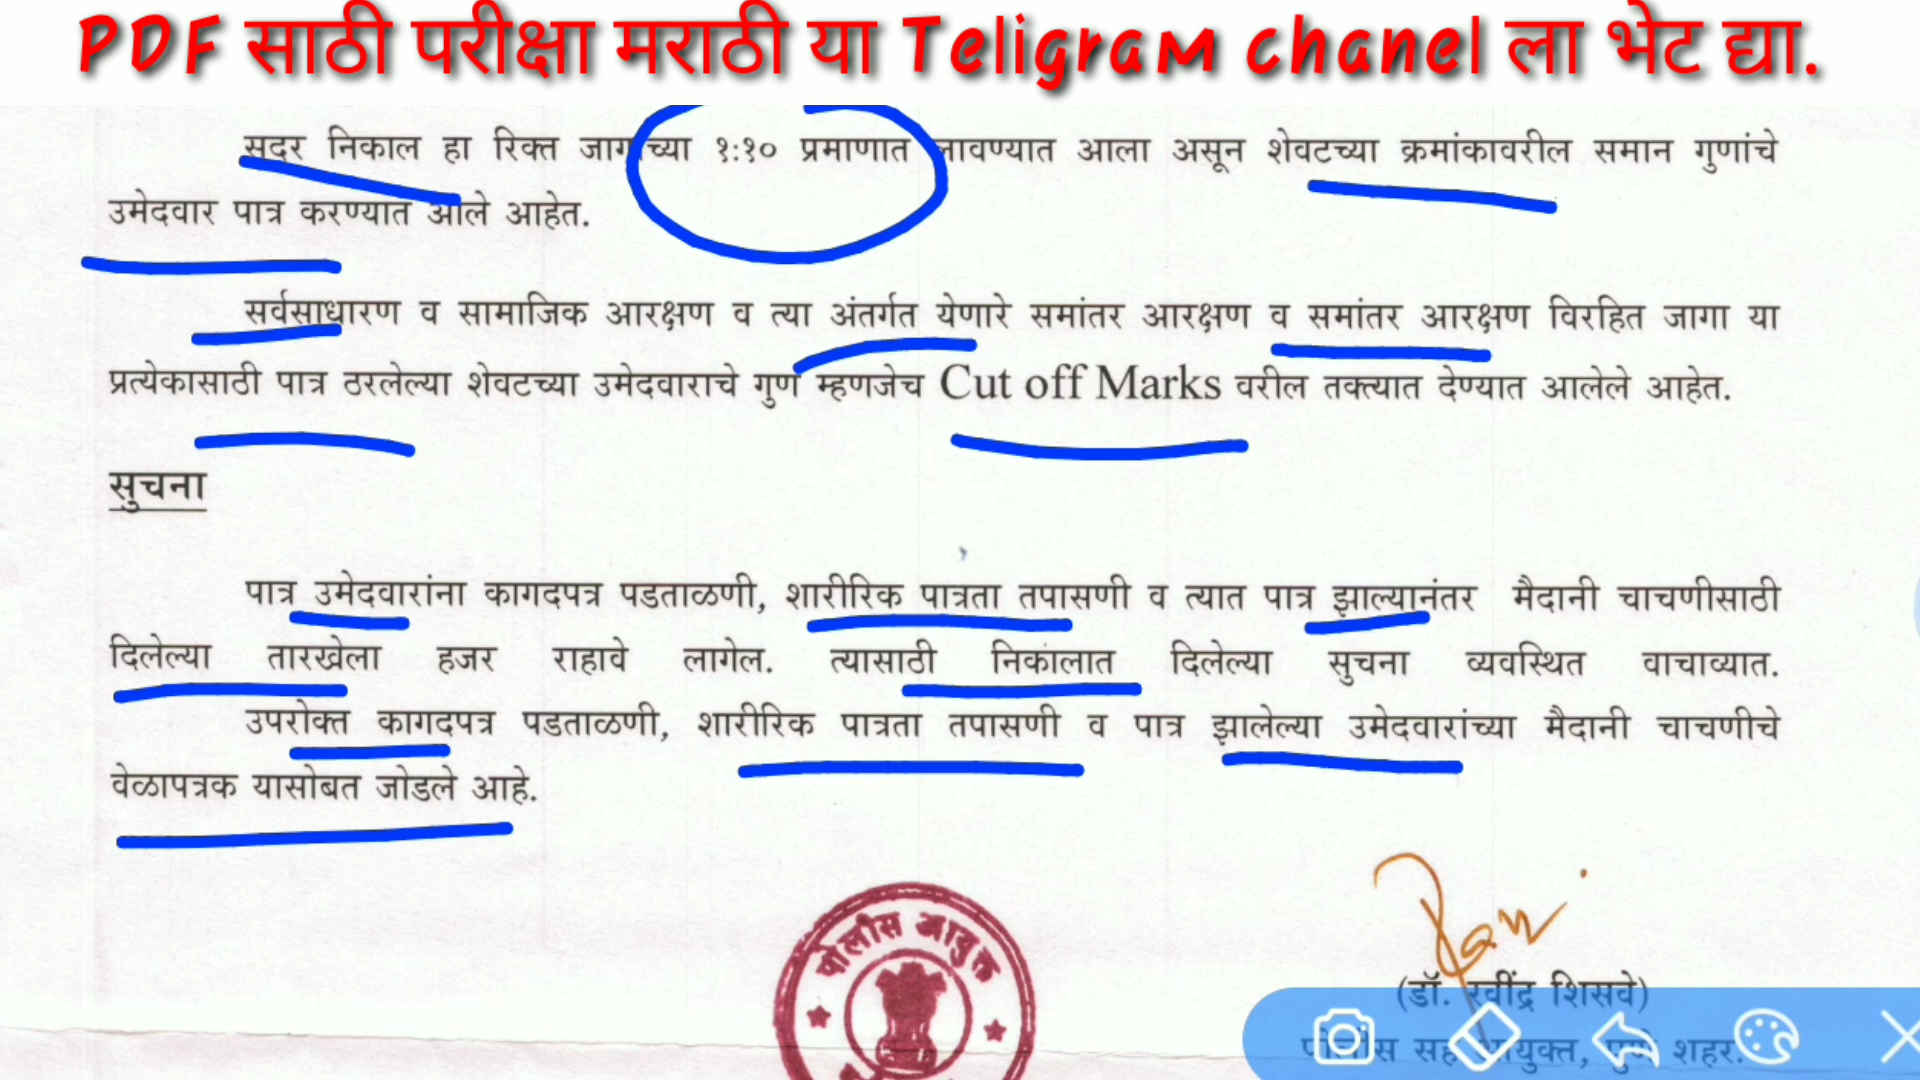 PDF साठी परीक्षा मराठी या Teligram chanel ला भेट द्या.
सदर निकाल हा रिक्त जागांच्या १:१० प्रमाणात लावण्यात आला असून शेवटच्या क्रमांकावरील समान गुणांचे
उमेदवार पात्र करण्यात आले आहेत.
सर्वसाधारण व सामाजिक आरक्षण व त्या अंतर्गत येणारे समांतर आरक्षण व समांतर आरक्षण विरहित जागा या
प्रत्येकासाठी पात्र ठरलेल्या शेवटच्या उमेदवाराचे गुण म्हणजेच Cut off Marks वरील तक्त्यात देण्यात आलेले आहेत.
सुचना
पात्र उमेदवारांना कागदपत्र पडताळणी, शारीरिक पात्रता तपासणी व त्यात पात्र झाल्यानंतर मैदानी चाचणीसाठी
दिलेल्या तारखेला हजर राहावे लागेल. त्यासाठी निकालात दिलेल्या सुचना व्यवस्थित वाचाव्यात.
उपरोक्त कागदपत्र पडताळणी, शारीरिक पात्रता तपासणी व पात्र झालेल्या उमेदवारांच्या मैदानी चाचणीचे
वेळापत्रक यासोबत जोडले आहे.
पोलीस आयुक्त
(डॉ. रवींद्र शिसवे)
पोलीस सह आयुक्त, पुणे शहर.